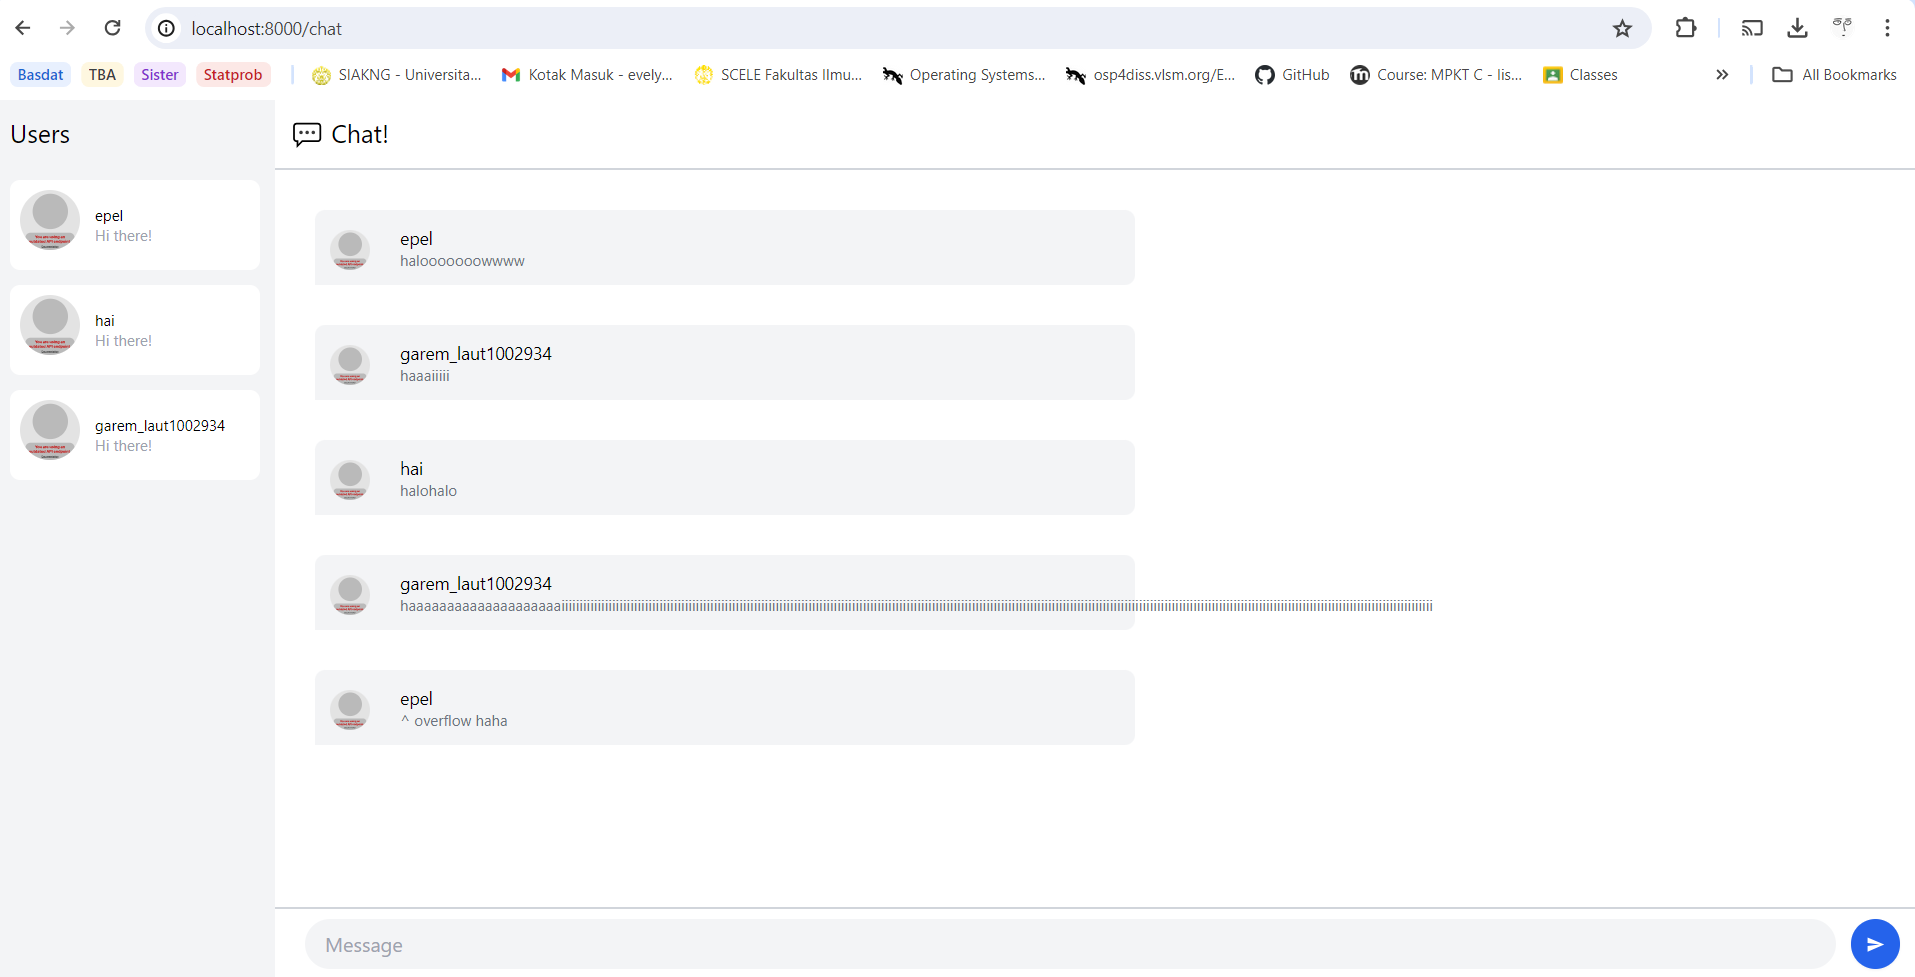 localhost:8000/chat
Basdat TBA Sister Statprob SIAKNG - Universita... Kotak Masuk - evely... SCELE Fakultas Ilmu... Operating Systems... osp4diss.vlsm.org/E... GitHub Course: MPKT C - lis... Classes All Bookmarks
Users
💬 Chat!
epel
Hi there!
hai
Hi there!
garem_laut1002934
Hi there!
epel
halooooooowwww
garem_laut1002934
haaaiiiii
hai
halohalo
garem_laut1002934
epel
^ overflow haha
Message